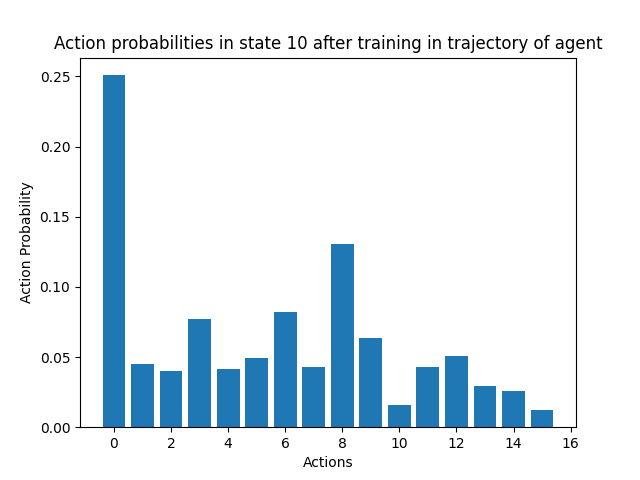 Action probabilities in state 10 after training in trajectory of agent
0.25
0.20
0.15
0.10
0.05
0.00
Action Probability
0 2 4 6 8 10 12 14 16
Actions